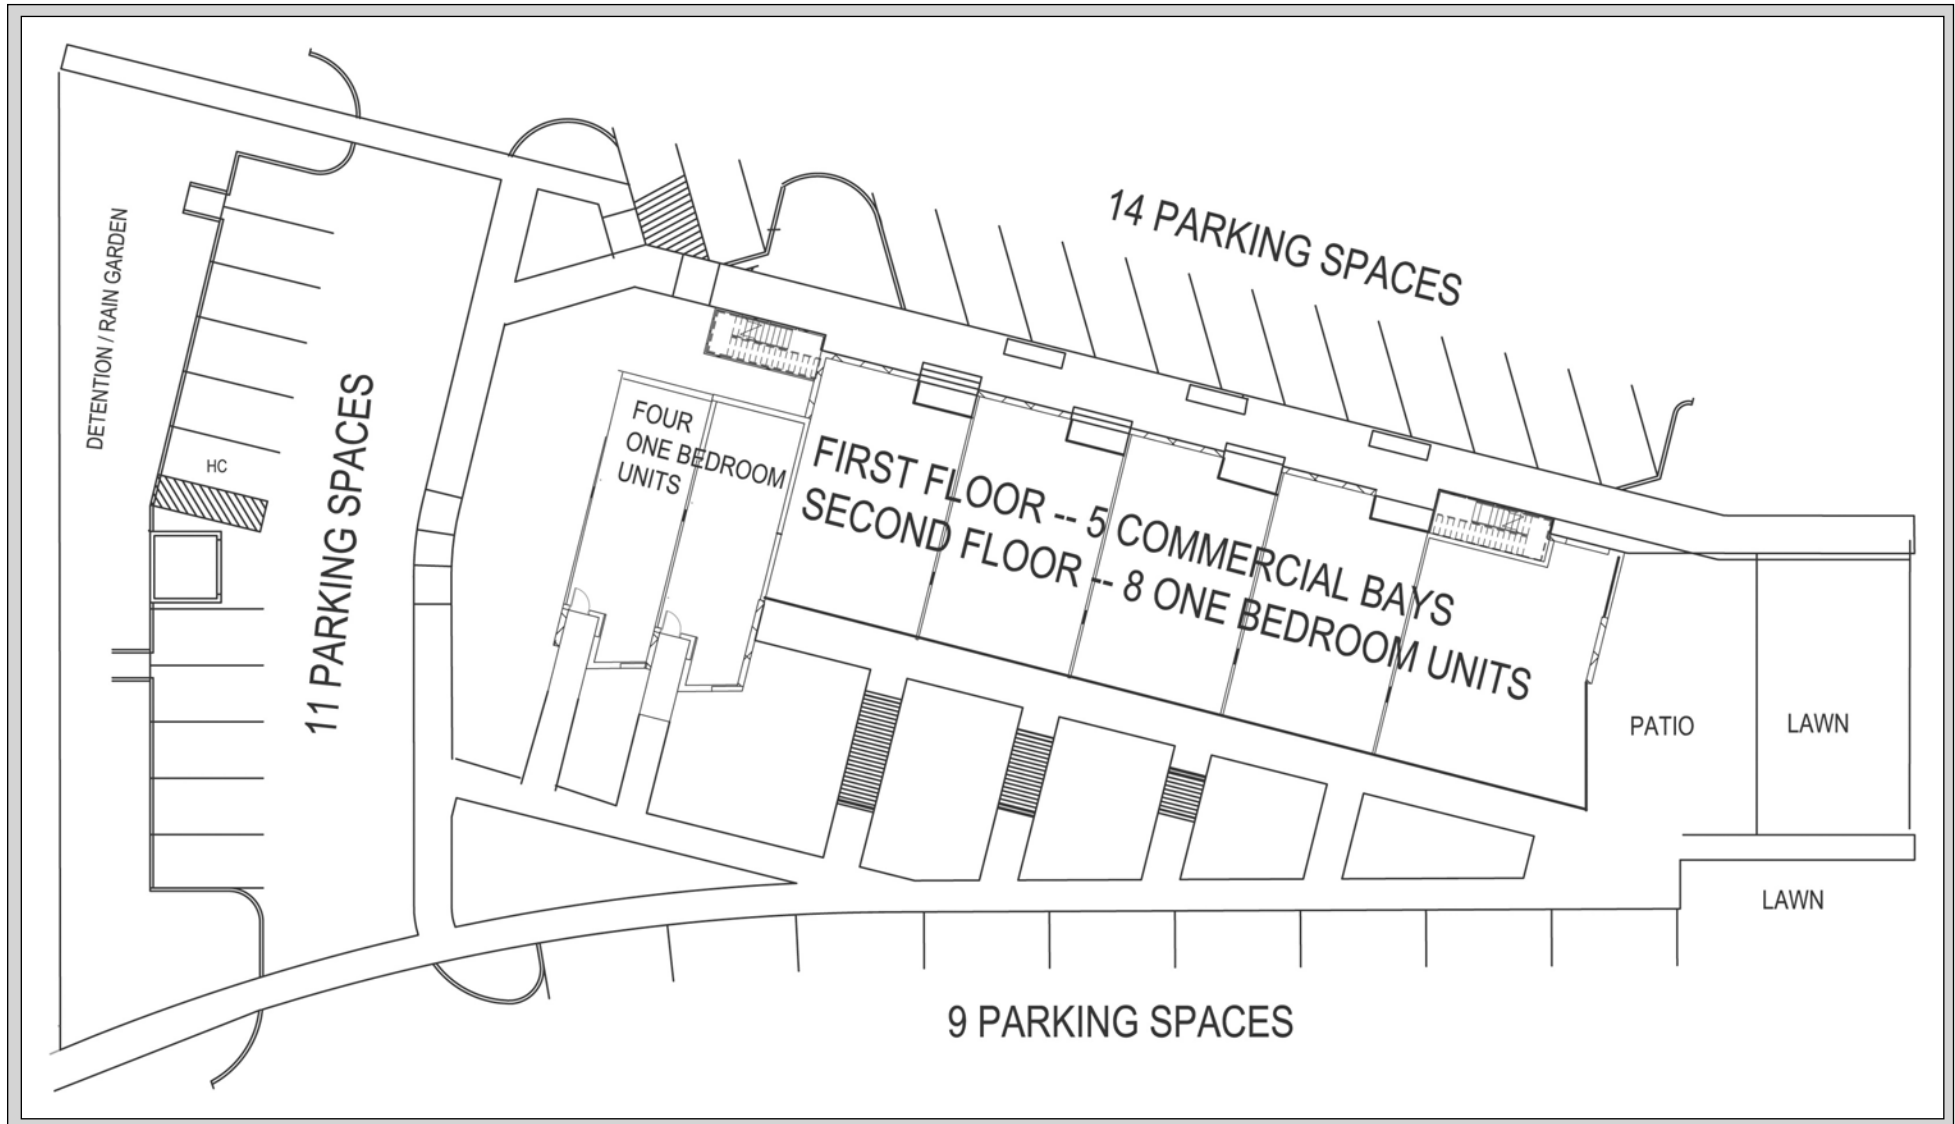 14 PARKING SPACES
DETENTION / RAIN GARDEN
HC
11 PARKING SPACES
FOUR
ONE BEDROOM
UNITS
FIRST FLOOR -- 5 COMMERCIAL BAYS
SECOND FLOOR -- 8 ONE BEDROOM UNITS
PATIO
LAWN
LAWN
9 PARKING SPACES